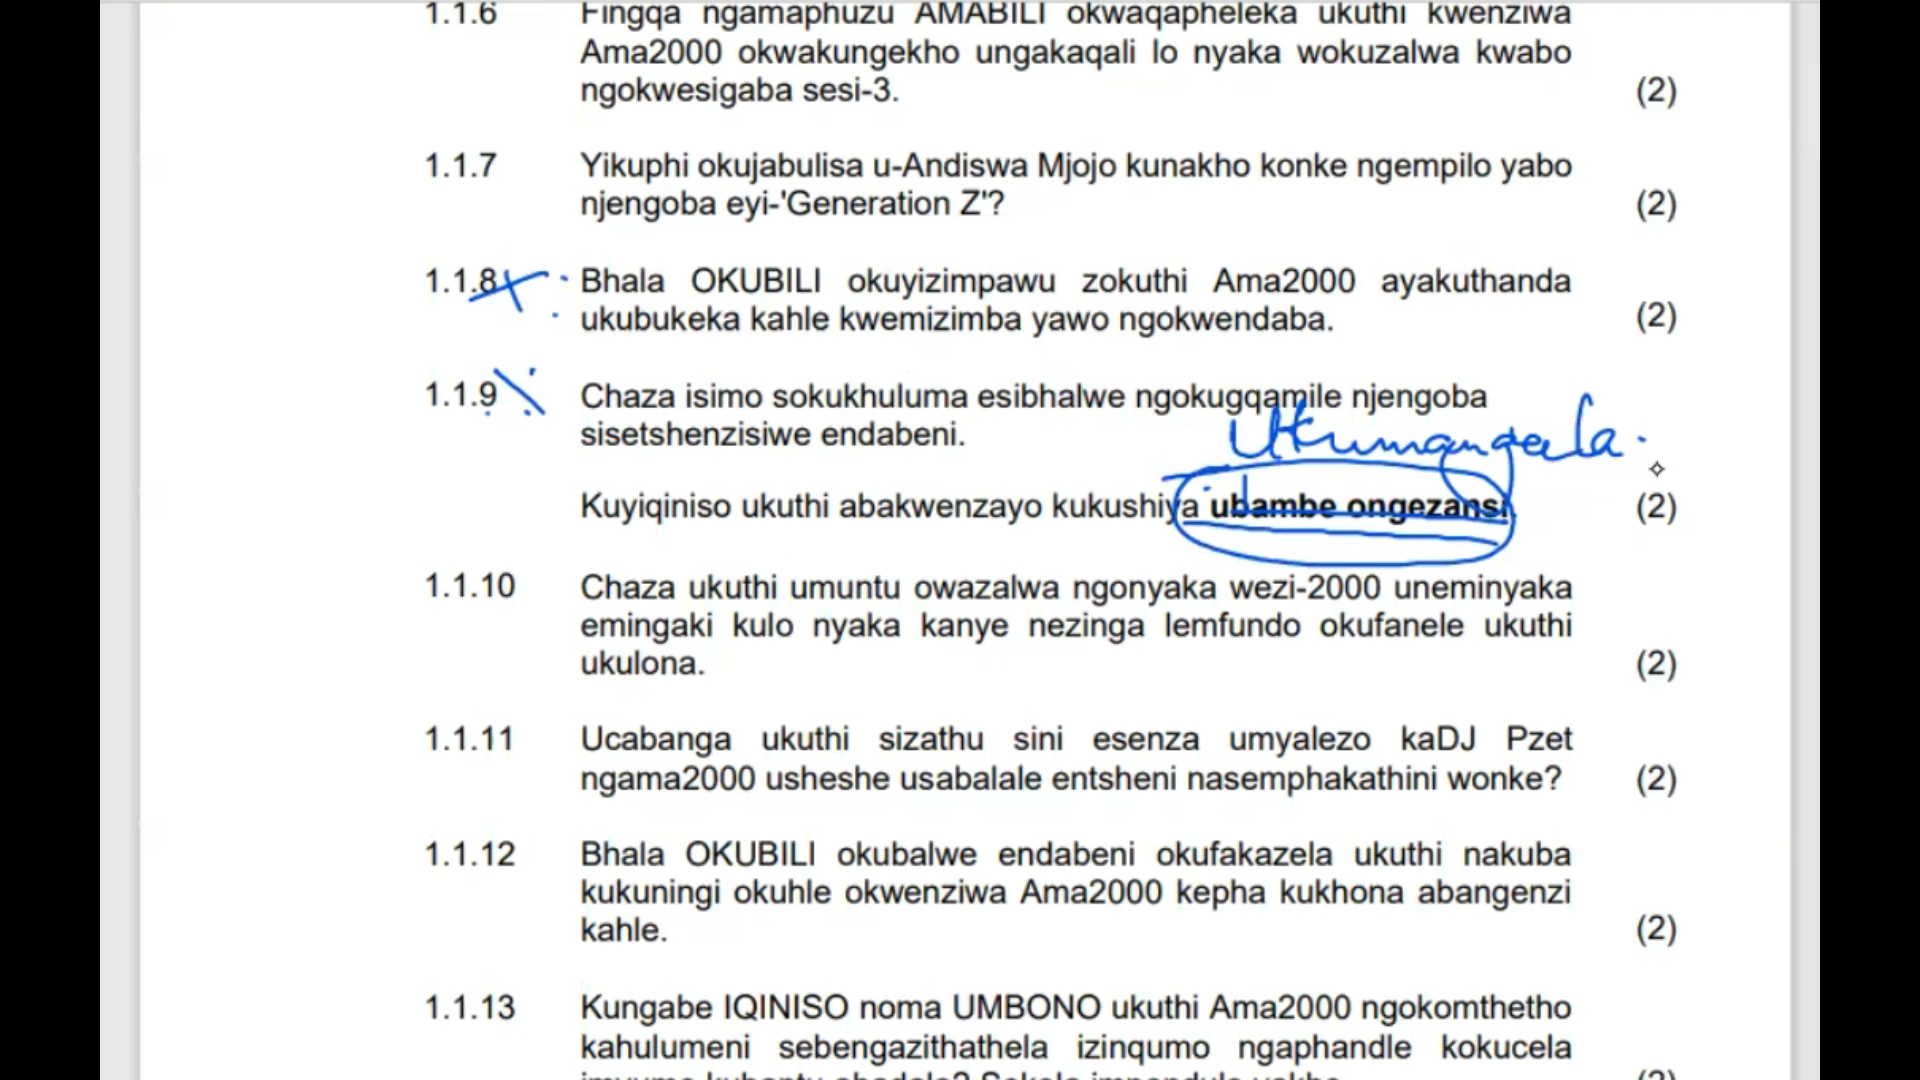 1.1.6 Fingqa ngamaphuzu AMABILI okwaqapheleka ukuthi kwenziwa
Ama2000 okwakungekho ungakaqali lo nyaka wokuzalwa kwabo
ngokwesigaba sesi-3. (2)
1.1.7 Yikuphi okujabulisa u-Andiswa Mjojo kunakho konke ngempilo yabo
njengoba eyi-'Generation Z'? (2)
1.1.8 Bhala OKUBILI okuyizimpawu zokuthi Ama2000 ayakuthanda
ukubukeka kahle kwemizimba yawo ngokwendaba. (2)
1.1.9 Chaza isimo sokukhuluma esibhalwe ngokugqamile njengoba
sisetshenzisiwe endabeni.
Ukumangala.
Kuyiqiniso ukuthi abakwenzayo kukushiya ubambe ongezansi. (2)
1.1.10 Chaza ukuthi umuntu owazalwa ngonyaka wezi-2000 uneminyaka
emingaki kulo nyaka kanye nezinga lemfundo okufanele ukuthi
ukulona. (2)
1.1.11 Ucabanga ukuthi sizathu sini esenza umyalezo kaDJ Pzet
ngama2000 usheshe usabalale entsheni nasemphakathini wonke? (2)
1.1.12 Bhala OKUBILI okubalwe endabeni okufakazela ukuthi nakuba
kukuningi okuhle okwenziwa Ama2000 kepha kukhona abangenzi
kahle. (2)
1.1.13 Kungabe IQINISO noma UMBONO ukuthi Ama2000 ngokomthetho
kahulumeni sebengazithathela izinqumo ngaphandle kokucela